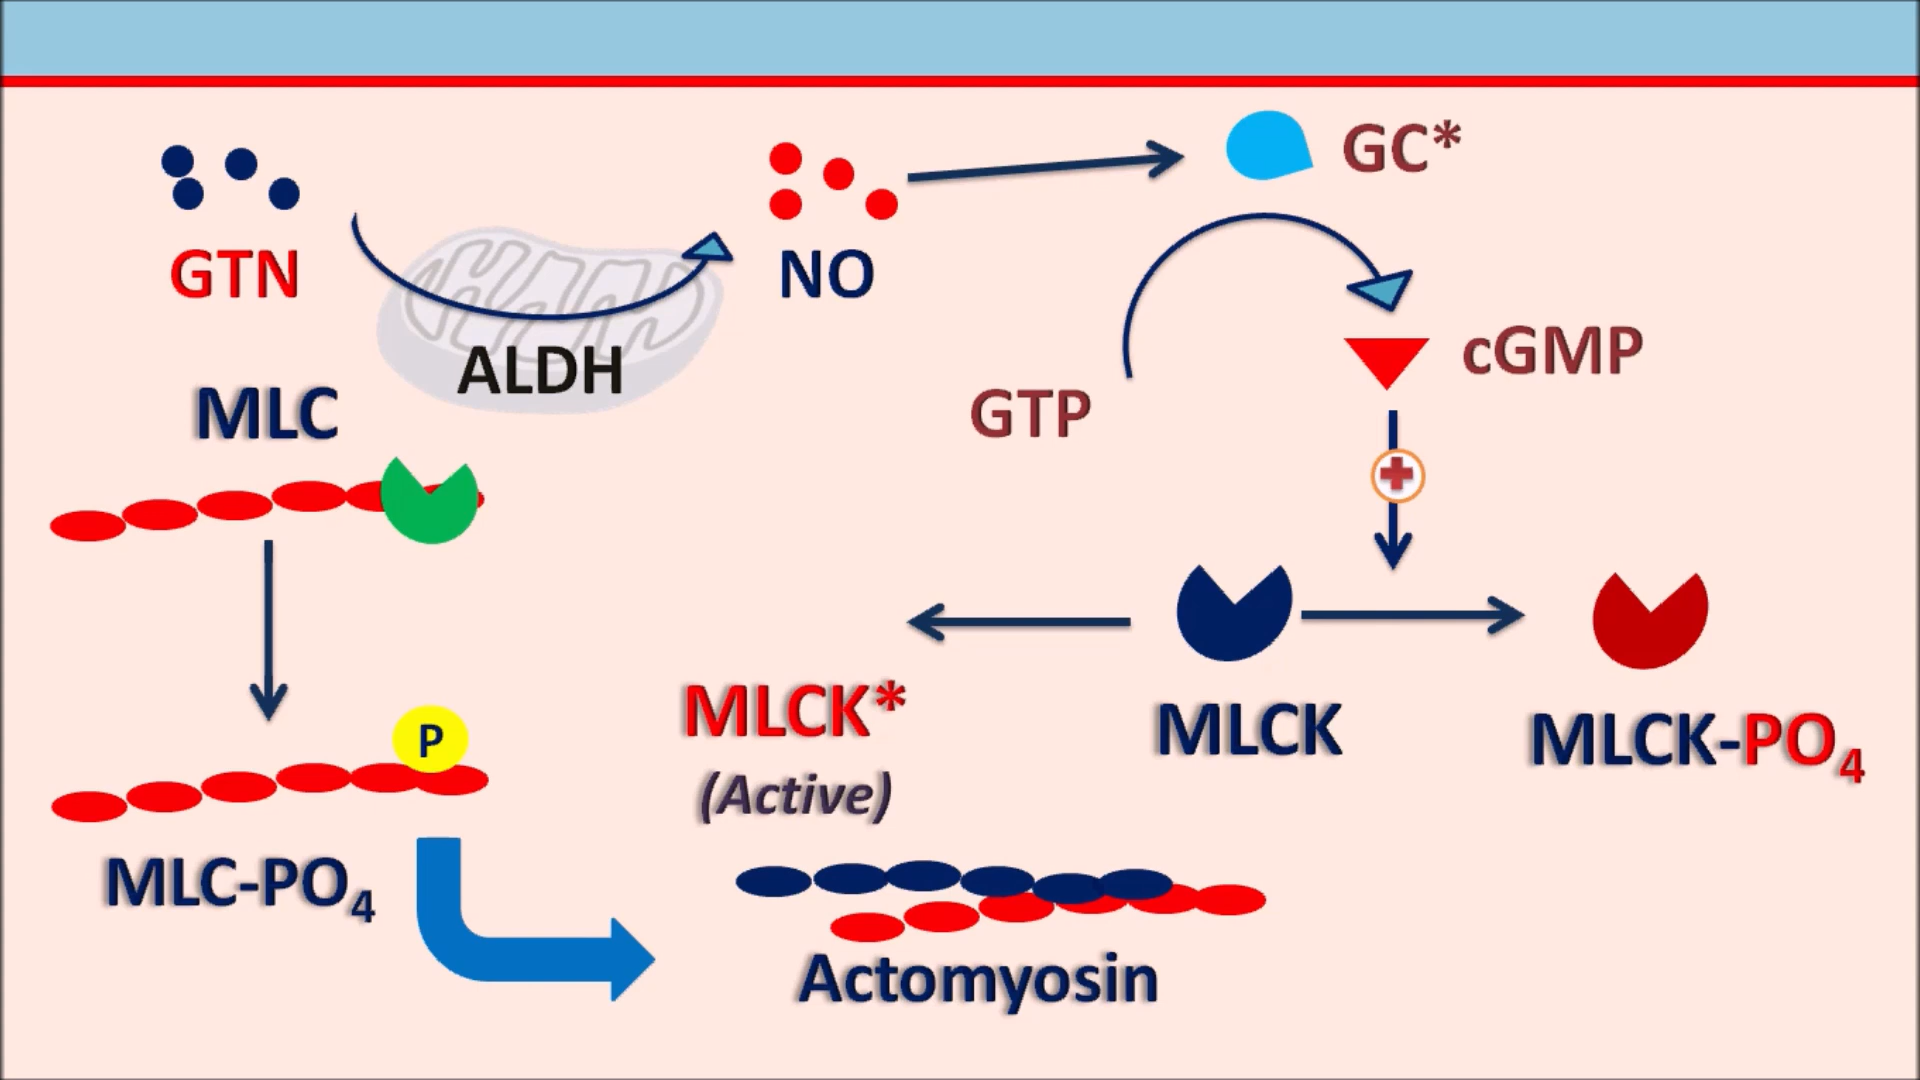 GC*
GTN
NO
ALDH
cGMP
MLC
GTP
P
MLCK*
(Active)
MLCK
MLCK-PO₄
MLC-PO₄
Actomyosin